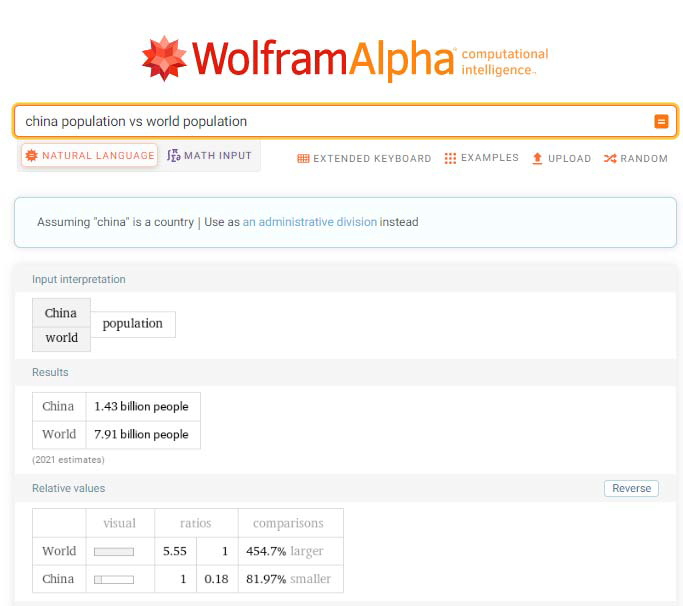 WolframAlpha computational
intelligence™
china population vs world population
NATURAL LANGUAGE MATH INPUT EXTENDED KEYBOARD EXAMPLES UPLOAD RANDOM
Assuming "china" is a country | Use as an administrative division instead
Input interpretation
China
population
world
Results
China 1.43 billion people
World 7.91 billion people
(2021 estimates)
Relative values Reverse
visual ratios comparisons
World 5.55 1 454.7% larger
China 1 0.18 81.97% smaller